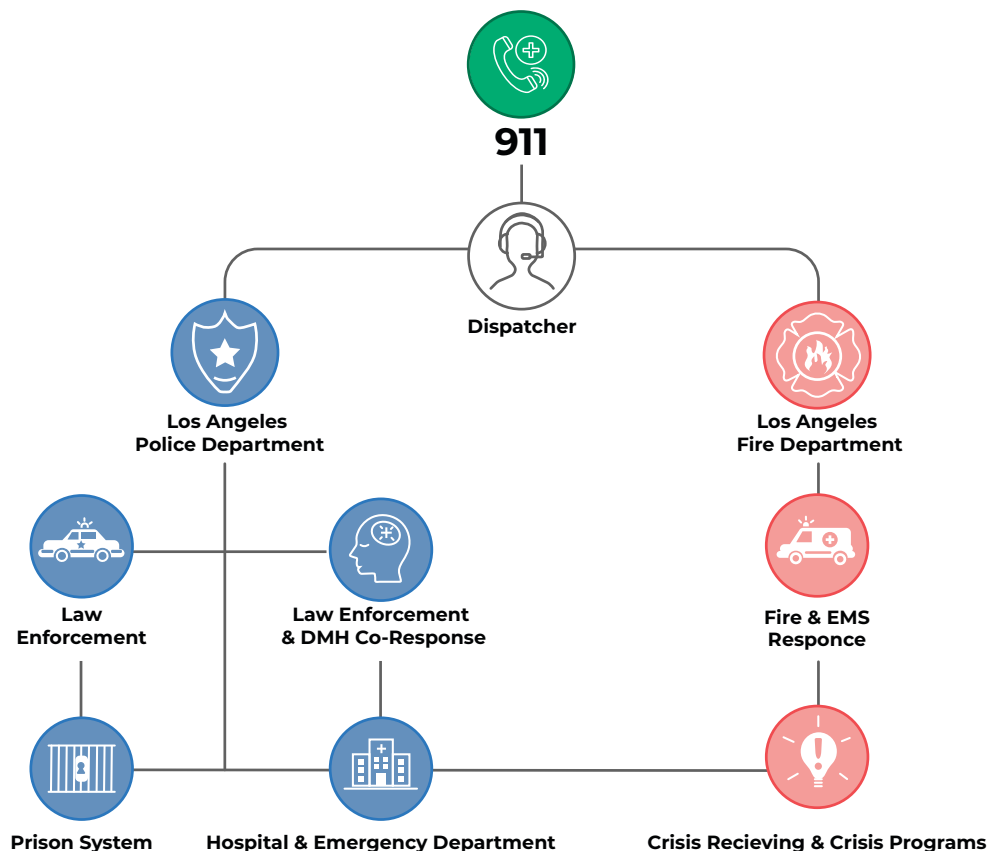 911
Dispatcher
Los Angeles
Police Department
Los Angeles
Fire Department
Law
Enforcement
Law Enforcement
& DMH Co-Response
Fire & EMS
Responce
Prison System
Hospital & Emergency Department
Crisis Recieving & Crisis Programs